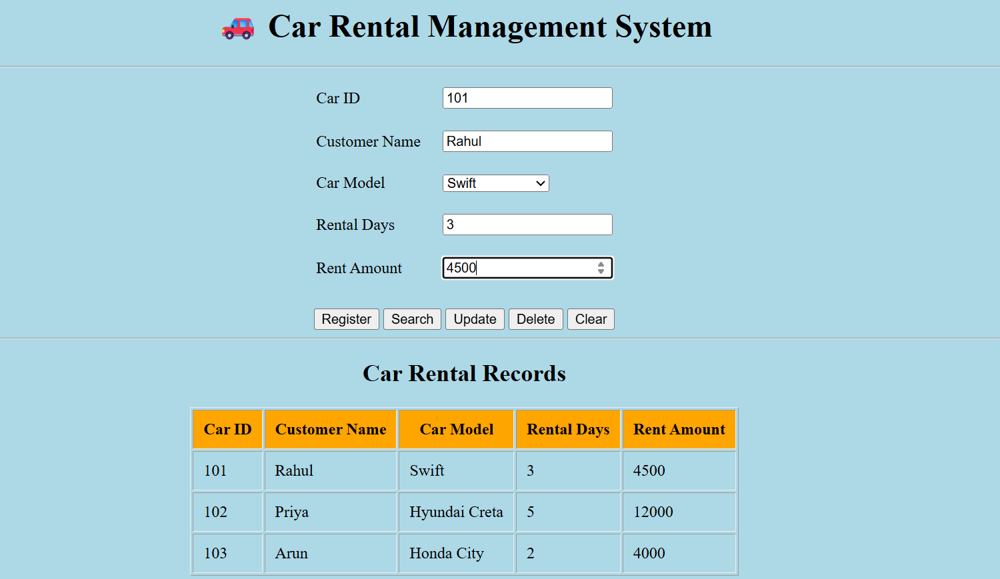 Car Rental Management System
Car ID 101
Customer Name Rahul
Car Model Swift
Rental Days 3
Rent Amount 4500
Register Search Update Delete Clear
Car Rental Records
Car ID Customer Name Car Model Rental Days Rent Amount
101 Rahul Swift 3 4500
102 Priya Hyundai Creta 5 12000
103 Arun Honda City 2 4000